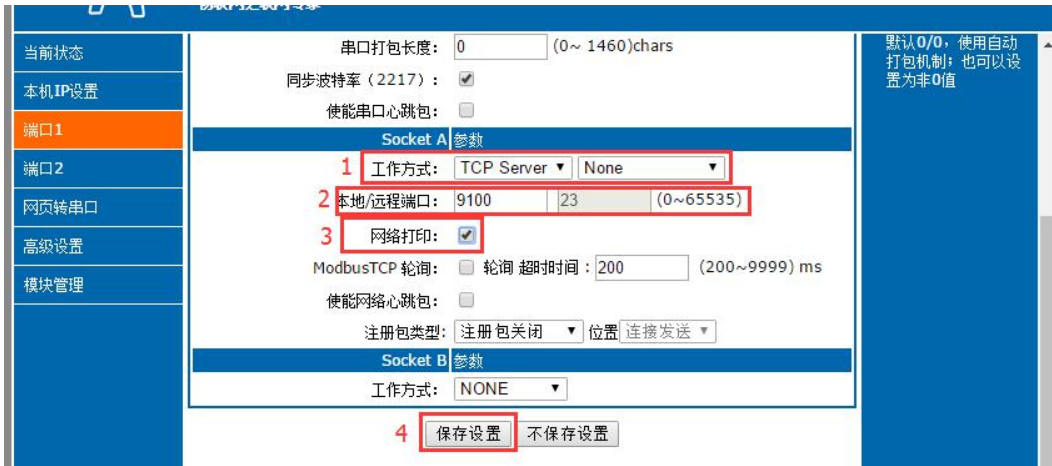 当前状态
本机IP设置
端口1
端口2
网页转串口
高级设置
模块管理
串口打包长度： 0 (0~ 1460)chars
同步波特率（2217）：
使能串口心跳包：
Socket A 参数
1 工作方式： TCP Server None
2 本地/远程端口： 9100 23 (0~65535)
3 网络打印：
ModbusTCP 轮询： 轮询 超时时间：200 (200~9999) ms
使能网络心跳包：
注册包类型: 注册包关闭 位置 连接发送
Socket B 参数
工作方式： NONE
4 保存设置 不保存设置
默认0/0，使用自动
打包机制；也可以设
置为非0值